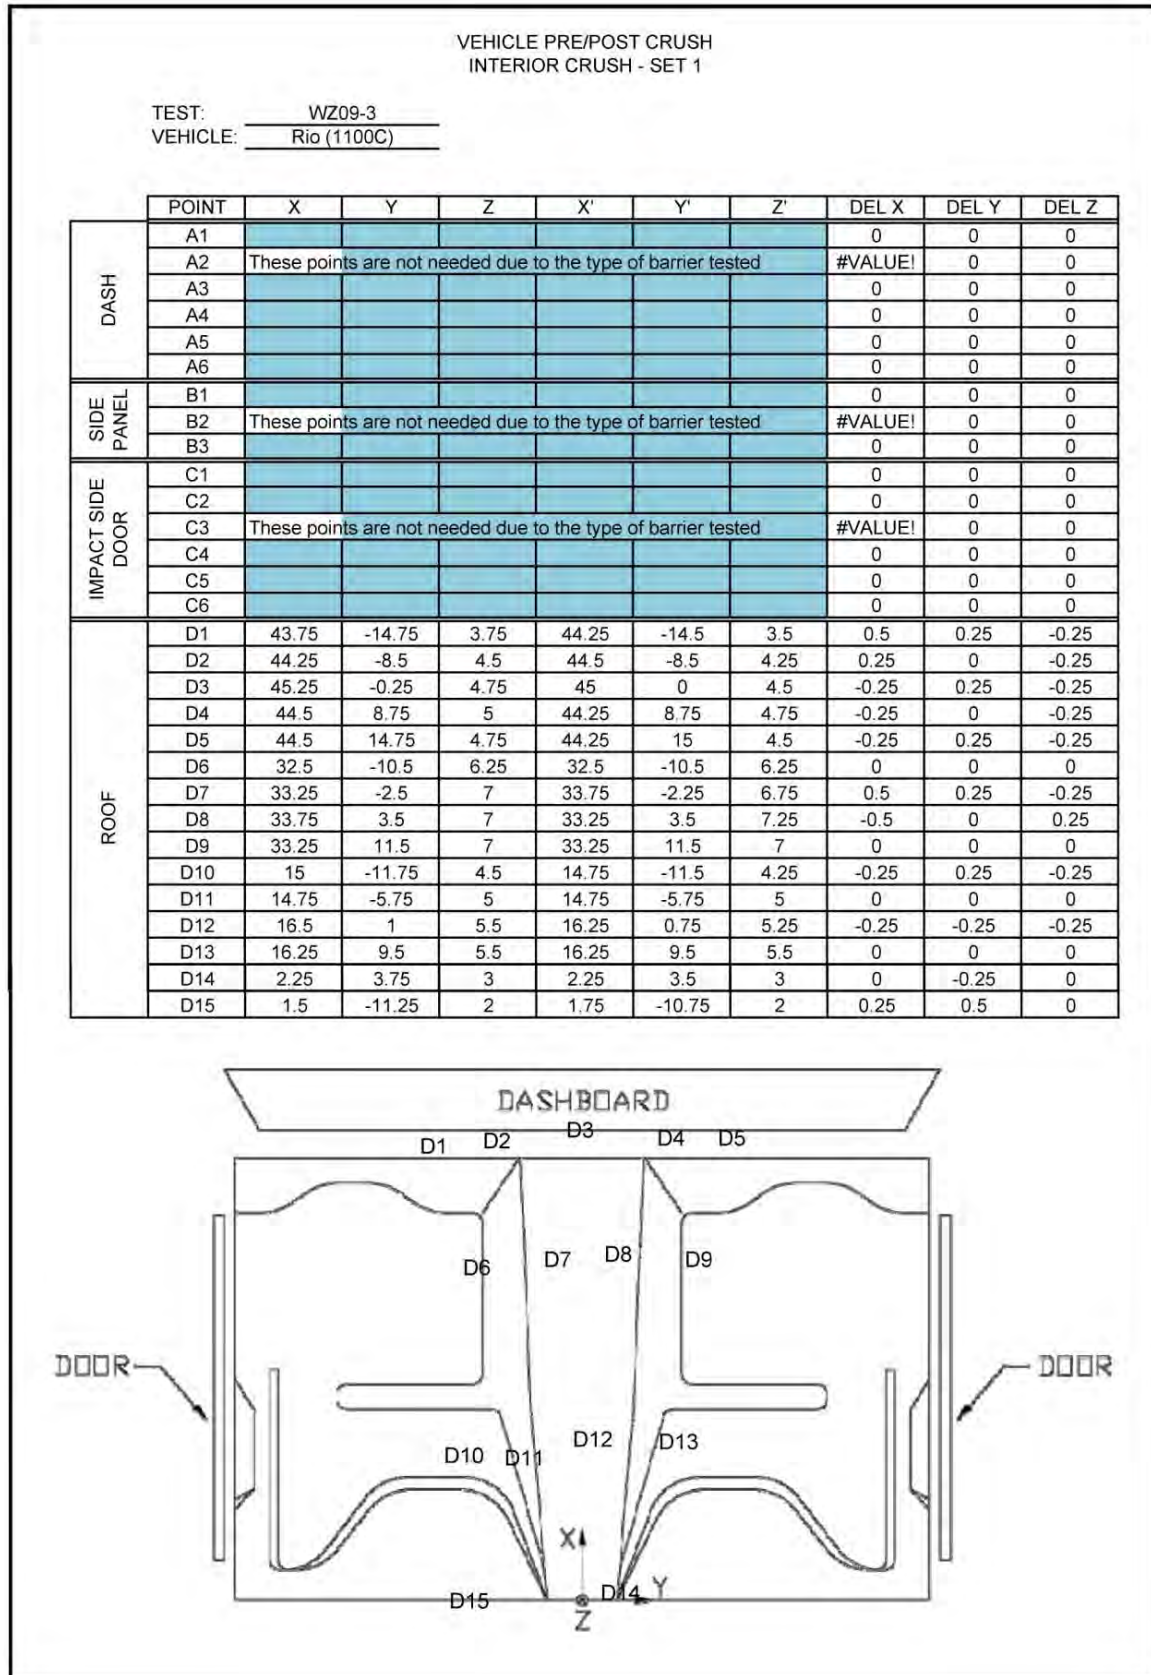 VEHICLE PRE/POST CRUSH
INTERIOR CRUSH - SET 1
TEST: WZ09-3
VEHICLE: Rio (1100C)
POINT X Y Z X' Y' Z' DEL X DEL Y DEL Z
DASH
A1 0 0 0
A2 These points are not needed due to the type of barrier tested #VALUE! 0 0
A3 0 0 0
A4 0 0 0
A5 0 0 0
A6 0 0 0
SIDE
PANEL
B1 0 0 0
B2 These points are not needed due to the type of barrier tested #VALUE! 0 0
B3 0 0 0
IMPACT SIDE
DOOR
C1 0 0 0
C2 0 0 0
C3 These points are not needed due to the type of barrier tested #VALUE! 0 0
C4 0 0 0
C5 0 0 0
C6 0 0 0
ROOF
D1 43.75 -14.75 3.75 44.25 -14.5 3.5 0.5 0.25 -0.25
D2 44.25 -8.5 4.5 44.5 -8.5 4.25 0.25 0 -0.25
D3 45.25 -0.25 4.75 45 0 4.5 -0.25 0.25 -0.25
D4 44.5 8.75 5 44.25 8.75 4.75 -0.25 0 -0.25
D5 44.5 14.75 4.75 44.25 15 4.5 -0.25 0.25 -0.25
D6 32.5 -10.5 6.25 32.5 -10.5 6.25 0 0 0
D7 33.25 -2.5 7 33.75 -2.25 6.75 0.5 0.25 -0.25
D8 33.75 3.5 7 33.25 3.5 7.25 -0.5 0 0.25
D9 33.25 11.5 7 33.25 11.5 7 0 0 0
D10 15 -11.75 4.5 14.75 -11.5 4.25 -0.25 0.25 -0.25
D11 14.75 -5.75 5 14.75 -5.75 5 0 0 0
D12 16.5 1 5.5 16.25 0.75 5.25 -0.25 -0.25 -0.25
D13 16.25 9.5 5.5 16.25 9.5 5.5 0 0 0
D14 2.25 3.75 3 2.25 3.5 3 0 -0.25 0
D15 1.5 -11.25 2 1.75 -10.75 2 0.25 0.5 0
DASHBOARD
D1 D2 D3 D4 D5
D6 D7 D8 D9
DOOR DOOR
D10 D11 D12 D13
X
D15 D14 Y
Z